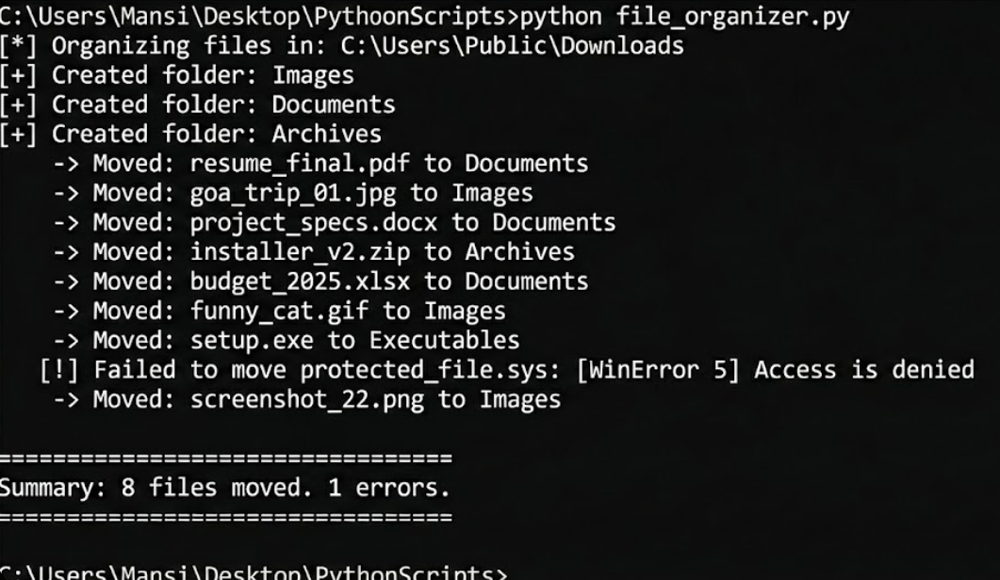 C:\Users\Mansi\Desktop\PythoonScripts>python file_organizer.py
[*] Organizing files in: C:\Users\Public\Downloads
[+] Created folder: Images
[+] Created folder: Documents
[+] Created folder: Archives
-> Moved: resume_final.pdf to Documents
-> Moved: goa_trip_01.jpg to Images
-> Moved: project_specs.docx to Documents
-> Moved: installer_v2.zip to Archives
-> Moved: budget_2025.xlsx to Documents
-> Moved: funny_cat.gif to Images
-> Moved: setup.exe to Executables
[!] Failed to move protected_file.sys: [WinError 5] Access is denied
-> Moved: screenshot_22.png to Images
=================================
Summary: 8 files moved. 1 errors.
=================================
C:\Users\Mansi\Desktop\PythonScripts>